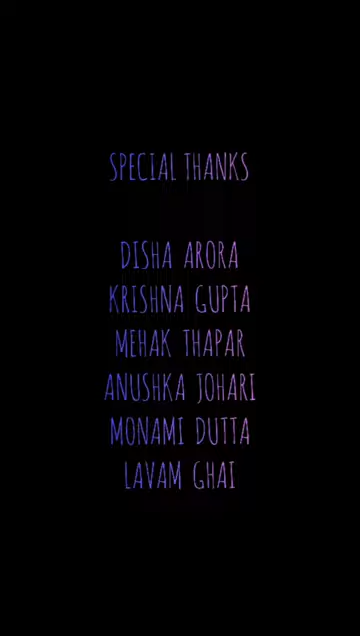 SPECIAL THANKS
DISHA ARORA
KRISHNA GUPTA
MEHAK THAPAR
ANUSHKA JOHARI
MONAMI DUTTA
LAVAM GHAI